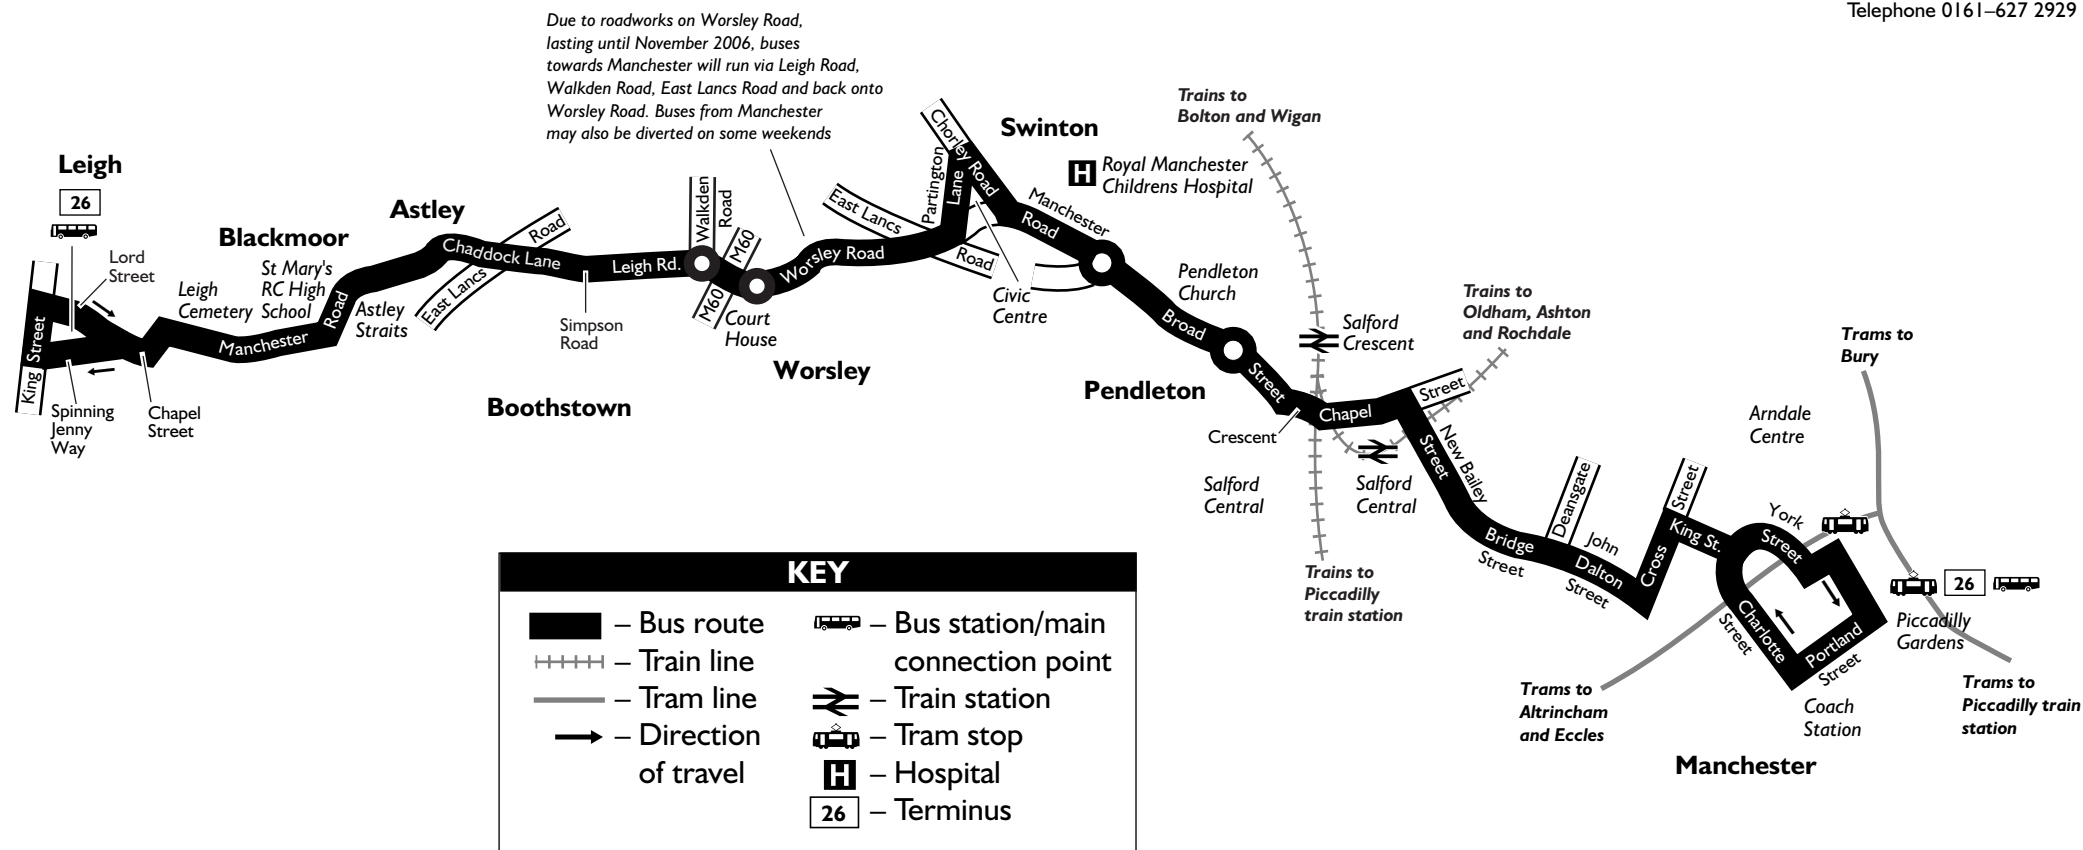 Telephone 0161–627 2929
Due to roadworks on Worsley Road,
lasting until November 2006, buses
towards Manchester will run via Leigh Road,
Walkden Road, East Lancs Road and back onto
Worsley Road. Buses from Manchester
may also be diverted on some weekends
Leigh
26
Lord
Street
King Street
Spinning
Jenny
Way
Chapel
Street
Blackmoor
Leigh
Cemetery
St Mary's
RC High
School
Manchester Road
Astley
Straits
Astley
Chaddock Lane
East Lancs Road
Simpson
Road
Boothstown
Leigh Rd.
Walkden
Road
M60
M60
Court
House
Worsley
Worsley Road
East Lancs
Road
Partington
Lane
Chorley Road
Civic
Centre
Swinton
Manchester
Road
Royal Manchester
Childrens Hospital
H
Trains to
Bolton and Wigan
Pendleton
Church
Broad
Street
Pendleton
Crescent
Salford
Crescent
Chapel
Street
Trains to
Oldham, Ashton
and Rochdale
Salford
Central
Salford
Central
Trains to
Piccadilly
train station
New Bailey
Street
Bridge
Street
Deansgate
John
Dalton
Street
Cross
Street
King St.
York
Street
Charlotte
Street
Portland
Street
Trams to
Bury
Arndale
Centre
26
Piccadilly
Gardens
Trams to
Piccadilly train
station
Coach
Station
Trams to
Altrincham
and Eccles
Manchester
KEY
– Bus route
– Train line
– Tram line
– Direction
of travel
– Bus station/main
connection point
– Train station
– Tram stop
H – Hospital
26 – Terminus